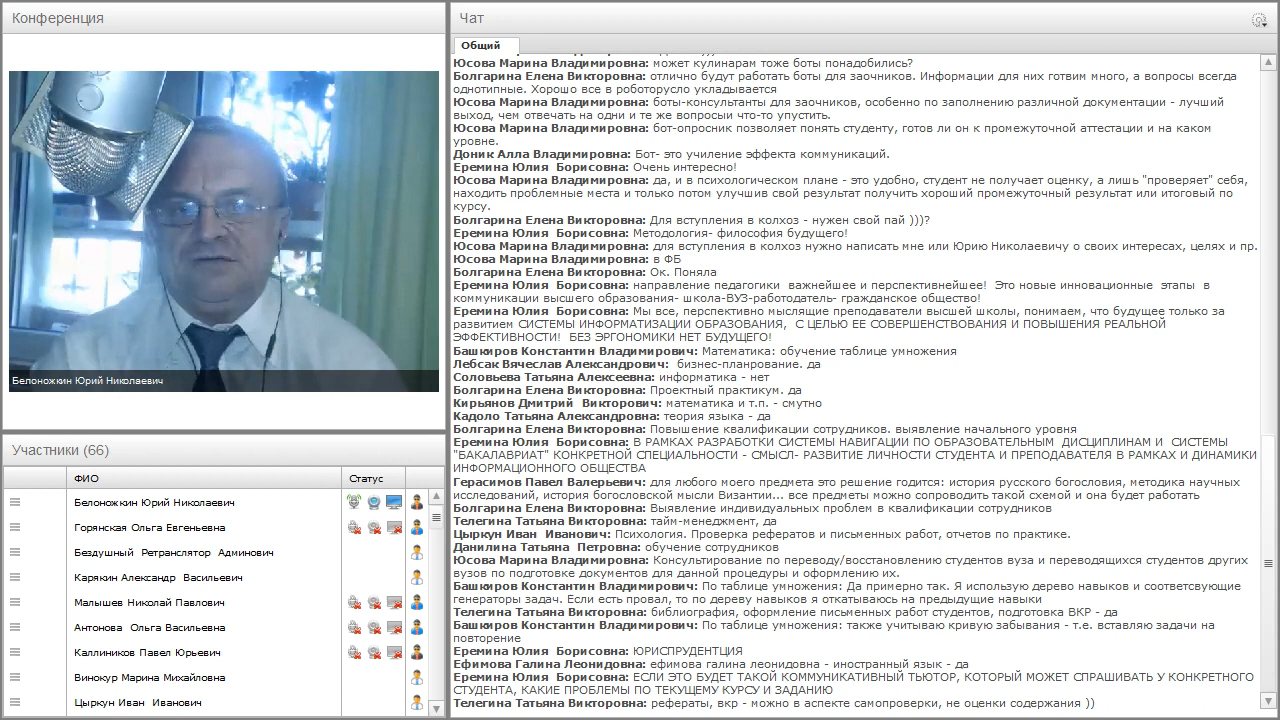 Конференция
Белоножкин Юрий Николаевич
Участники (66)
ФИО
Статус
Белоножкин Юрий Николаевич
Горянская Ольга Евгеньевна
Бездушный Ретранслятор Админович
Карякин Александр Васильевич
Малышев Николай Павлович
Антонова Ольга Васильевна
Каллиников Павел Юрьевич
Винокур Марина Михайловна
Цыркун Иван Иванович
Чат
Общий
Юсова Марина Владимировна: может кулинарам тоже боты понадобились?
Болгарина Елена Викторовна: отлично будут работать боты для заочников. Информации для них готвим много, а вопросы всегда
однотипные. Хорошо все в роботорусло укладывается
Юсова Марина Владимировна: боты-консультанты для заочников, особенно по заполнению различной документации - лучший
выход, чем отвечать на одни и те же вопросыи что-то упустить.
Юсова Марина Владимировна: бот-опросник позволяет понять студенту, готов ли он к промежуточной аттестации и на каком
уровне.
Доник Алла Владимировна: Бот- это училение эффекта коммуникаций.
Еремина Юлия Борисовна: Очень интересно!
Юсова Марина Владимировна: да, и в психологическом плане - это удобно, студент не получает оценку, а лишь "проверяет" себя,
находить проблемные места и только потом улучшив свой результат получить хороший промежуточный результат или итоговый по
курсу.
Болгарина Елена Викторовна: Для вступления в колхоз - нужен свой пай )))?
Еремина Юлия Борисовна: Методология- философия будущего!
Юсова Марина Владимировна: для вступления в колхоз нужно написать мне или Юрию Николаевичу о своих интересах, целях и пр.
Юсова Марина Владимировна: в ФБ
Болгарина Елена Викторовна: Ок. Поняла
Еремина Юлия Борисовна: направление педагогики важнейшее и перспективнейшее! Это новые инновационные этапы в
коммуникации высшего образования- школа-ВУЗ-работодатель- гражданское общество!
Еремина Юлия Борисовна: Мы все, перспективно мыслящие преподаватели высшей школы, понимаем, что будущее только за
развитием СИСТЕМЫ ИНФОРМАТИЗАЦИИ ОБРАЗОВАНИЯ, С ЦЕЛЬЮ ЕЕ СОВЕРШЕНСТВОВАНИЯ И ПОВЫШЕНИЯ РЕАЛЬНОЙ
ЭФФЕКТИВНОСТИ! БЕЗ ЭРГОНОМИКИ НЕТ БУДУЩЕГО!
Башкиров Константин Владимирович: Математика: обучение таблице умножения
Лебсак Вячеслав Александрович: бизнес-планрование. да
Соловьева Татьяна Алексеевна: информатика - нет
Болгарина Елена Викторовна: Проектный практикум. да
Кирьянов Дмитрий Викторович: математика и т.п. - смутно
Кадоло Татьяна Александровна: теория языка - да
Болгарина Елена Викторовна: Повышение квалификации сотрудников. выявление начального уровня
Еремина Юлия Борисовна: В РАМКАХ РАЗРАБОТКИ СИСТЕМЫ НАВИГАЦИИ ПО ОБРАЗОВАТЕЛЬНЫМ ДИСЦИПЛИНАМ И СИСТЕМЫ
"БАКАЛАВРИАТ" КОНКРЕТНОЙ СПЕЦИАЛЬНОСТИ - СМЫСЛ- РАЗВИТИЕ ЛИЧНОСТИ СТУДЕНТА И ПРЕПОДАВАТЕЛЯ В РАМКАХ И ДИНАМИКИ
ИНФОРМАЦИОННОГО ОБЩЕСТВА
Герасимов Павел Валерьевич: для любого моего предмета это решение годится: история русского богословия, методика научных
исследований, история богословской мысли византии... все предметы можно сопроводить такой схемой и она будет работать
Болгарина Елена Викторовна: Выявление индивидуальных проблем в квалификации сотрудников
Телегина Татьяна Викторовна: тайм-менеджмент, да
Цыркун Иван Иванович: Психология. Проверка рефератов и письменных работ, отчетов по практике.
Данилина Татьяна Петровна: обучение сотрудников
Юсова Марина Владимировна: Консультирование по переводу/восстановлению студентов вуза и переводящихся студентов других
вузов по подготовке документов для данной процедуры и оформлению их.
Башкиров Константин Владимирович: По таблице умножения: Да примерно так. Я использую дерево навыков и соответсвующие
генераторы задач. Если есть провал, то по дереву навыков я откатываюсь на предыдущие навыки.
Телегина Татьяна Викторовна: библиография, оформление письменных работ студентов, подготовка ВКР - да
Башкиров Константин Владимирович: По таблице умножения: также учитываю кривую забывания - т.е. вставляю задачи на
повторение
Еремина Юлия Борисовна: ЮРИСПРУДЕНТЦИЯ
Ефимова Галина Леонидовна: ефимова галина леонидовна - иностранный язык - да
Еремина Юлия Борисовна: ЕСЛИ ЭТО БУДЕТ ТАКОЙ КОММУНИКАТИВНЫЙ ТЬЮТОР, КОТОРЫЙ МОЖЕТ СПРАШИВАТЬ У КОНКРЕТНОГО
СТУДЕНТА, КАКИЕ ПРОБЛЕМЫ ПО ТЕКУЩЕМУ КУРСУ И ЗАДАНИЮ
Телегина Татьяна Викторовна: рефераты, вкр - можно в аспекте самопроверки, не оценки содержания ))